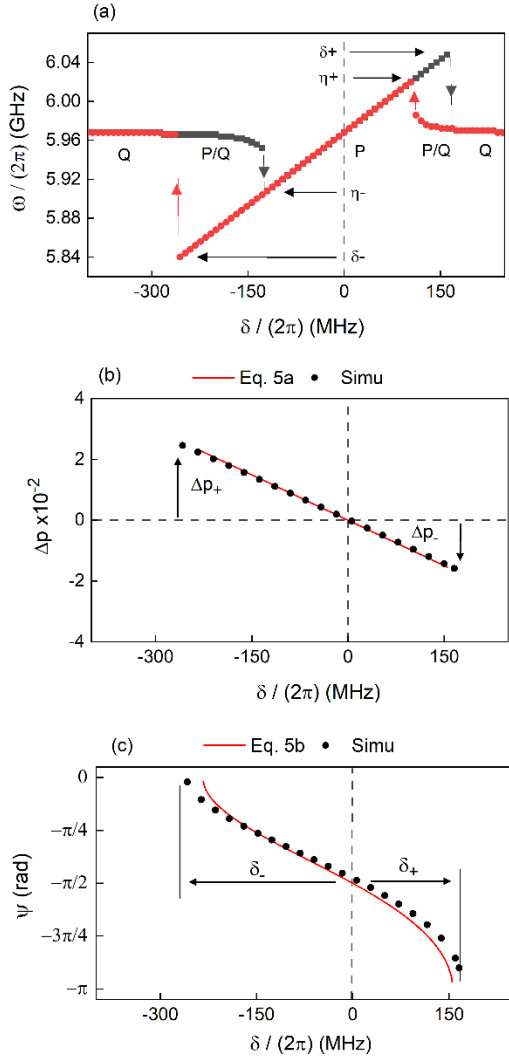 (a)
6.04
6.00
5.96
5.92
5.88
5.84
ω / (2π) (GHz)
δ+
η+
Q
P/Q
P
P/Q
Q
η-
δ-
-300
-150
0
150
δ / (2π) (MHz)
(b)
Eq. 5a
Simu
4
2
0
-2
-4
Δp x10-2
Δp+
Δp-
-300
-150
0
150
δ / (2π) (MHz)
(c)
Eq. 5b
Simu
0
−π/4
−π/2
−3π/4
−π
ψ (rad)
δ-
δ+
-300
-150
0
150
δ / (2π) (MHz)